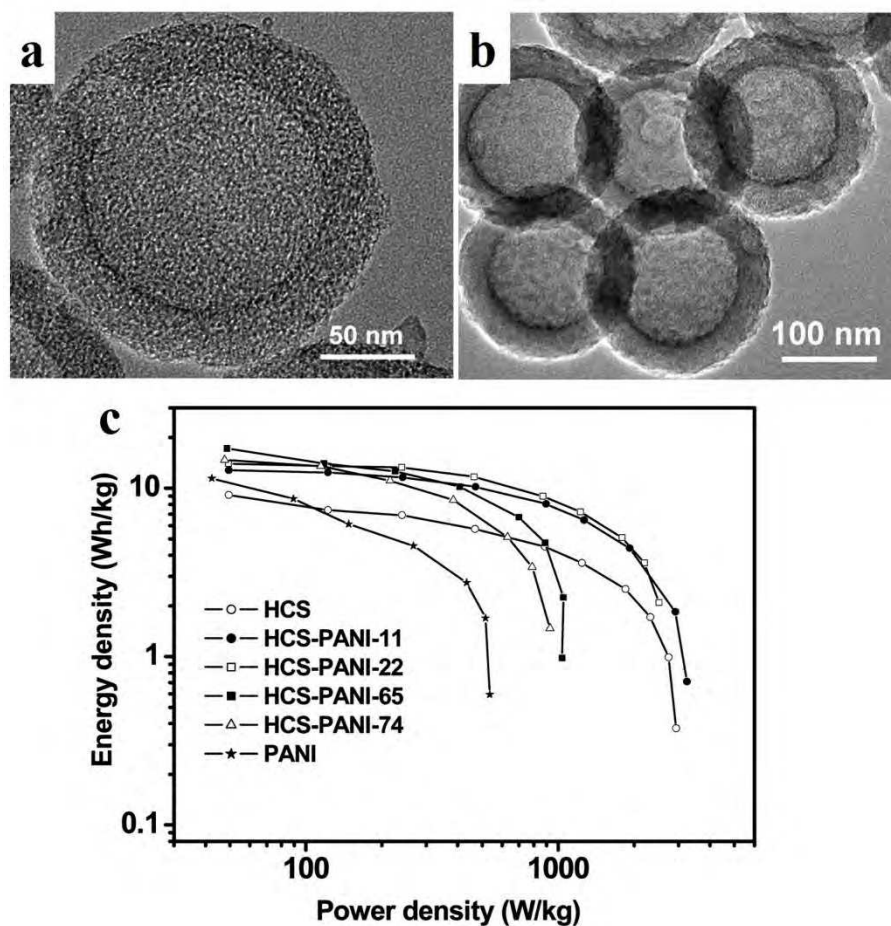 a
b
50 nm
100 nm
c
Energy density (Wh/kg)
10
1
0.1
HCS
HCS-PANI-11
HCS-PANI-22
HCS-PANI-65
HCS-PANI-74
PANI
100
1000
Power density (W/kg)